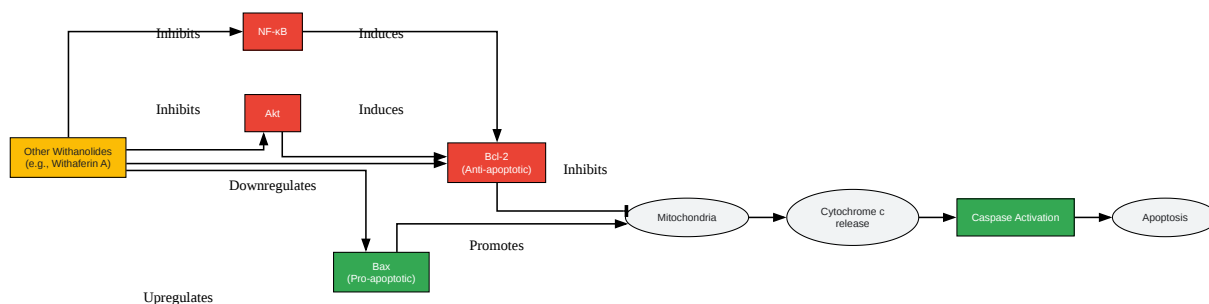 Inhibits
NF-κB
Induces
Inhibits
Akt
Induces
Other Withanolides
(e.g., Withaferin A)
Bcl-2
(Anti-apoptotic)
Inhibits
Downregulates
Mitochondria
Cytochrome c
release
Caspase Activation
Apoptosis
Promotes
Bax
(Pro-apoptotic)
Upregulates